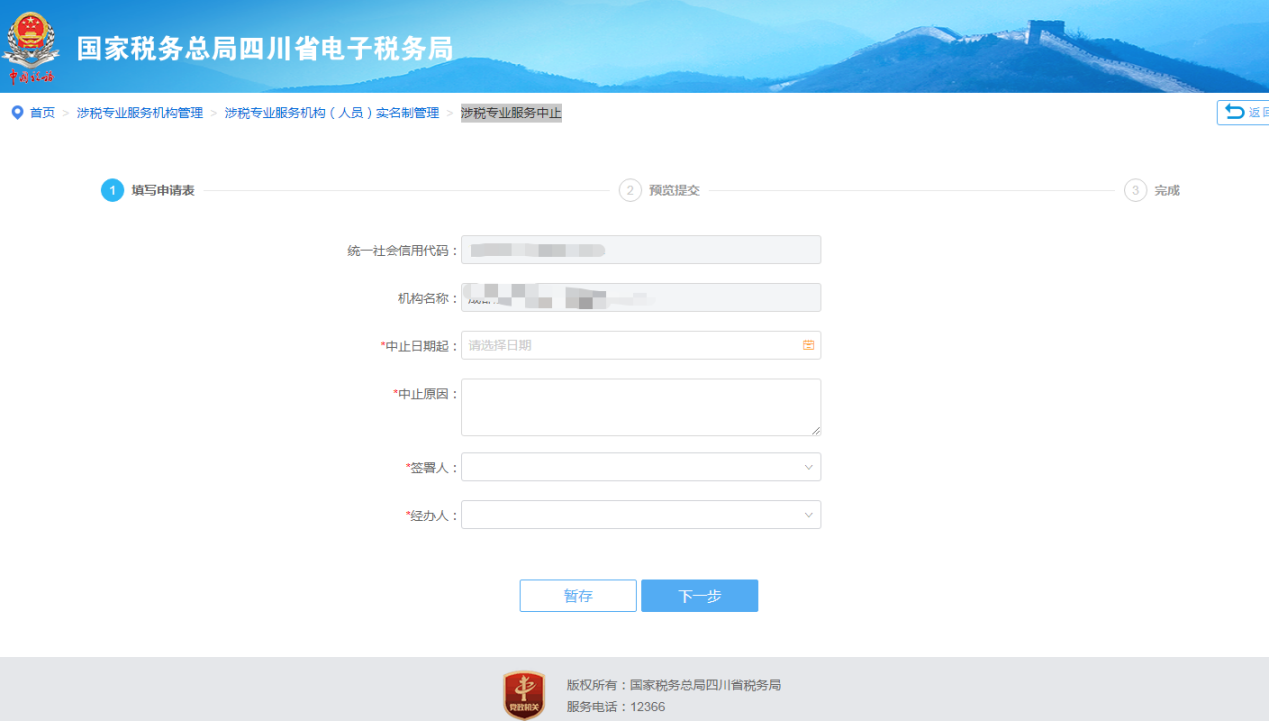 国家税务总局四川省电子税务局
中国税务
首页 > 涉税专业服务机构管理 > 涉税专业服务机构（人员）实名制管理 > 涉税专业服务中止
返回
1 填写申请表
2 预览提交
3 完成
统一社会信用代码：
机构名称：
*中止日期起： 请选择日期
*中止原因：
*签署人：
*经办人：
暂存 下一步
党政机关
版权所有：国家税务总局四川省税务局
服务电话：12366